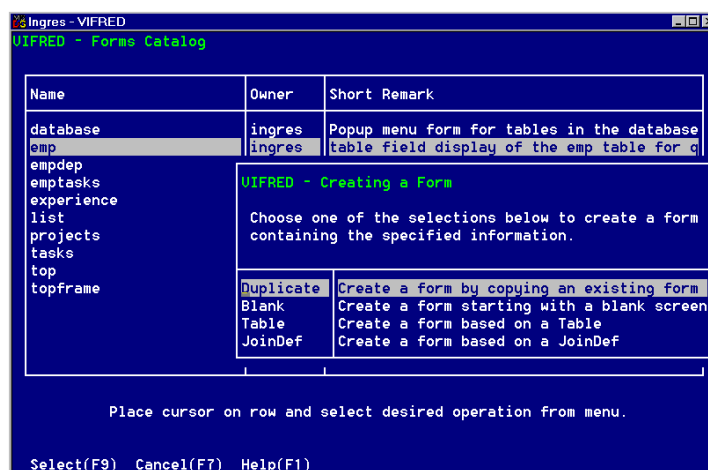 Ingres - VIFRED
VIFRED - Forms Catalog
Name Owner Short Remark
database ingres Popup menu form for tables in the database
emp ingres table field display of the emp table for q
empdep
emptasks
experience
list
projects
tasks
top
topframe
VIFRED - Creating a Form
Choose one of the selections below to create a form
containing the specified information.
Duplicate Create a form by copying an existing form
Blank Create a form starting with a blank screen
Table Create a form based on a Table
JoinDef Create a form based on a JoinDef
Place cursor on row and select desired operation from menu.
Select(F9) Cancel(F7) Help(F1)